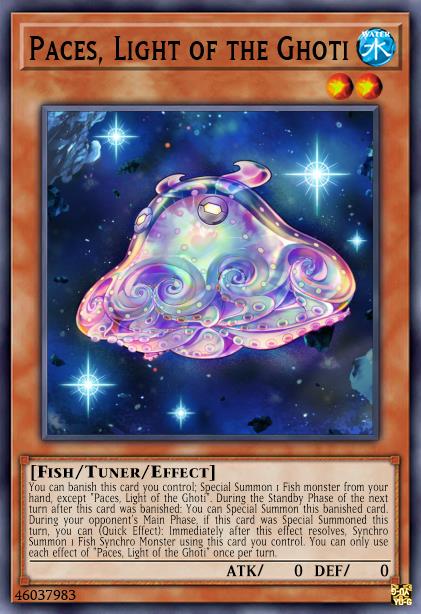 Paces, Light of the Ghoti
WATER
水
[Fish/Tuner/Effect]
You can banish this card you control; Special Summon 1 Fish monster from your
hand, except "Paces, Light of the Ghoti". During the Standby Phase of the next
turn after this card was banished: You can Special Summon this banished card.
During your opponent's Main Phase, if this card was Special Summoned this
turn, you can (Quick Effect): Immediately after this effect resolves, Synchro
Summon 1 Fish Synchro Monster using this card you control. You can only use
each effect of "Paces, Light of the Ghoti" once per turn.
ATK/ 0 DEF/ 0
46037983